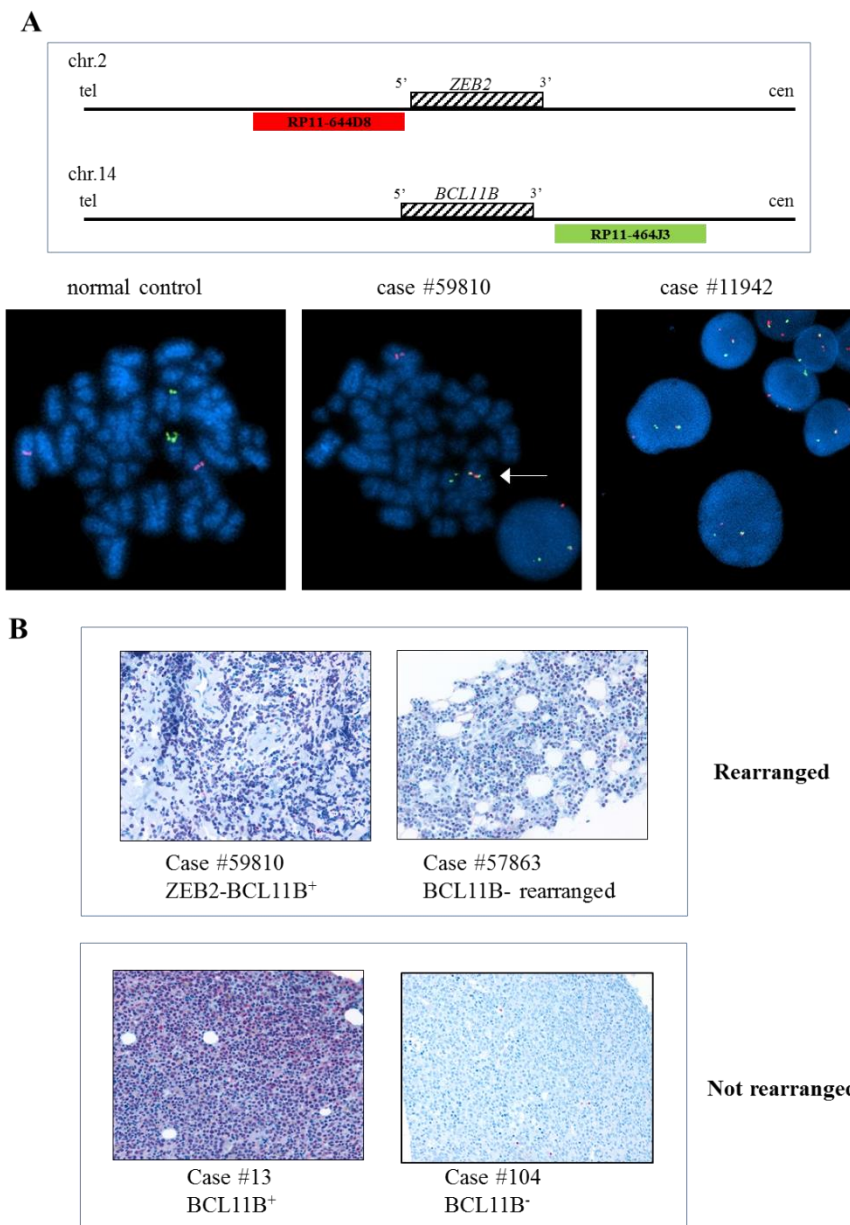 A
chr.2
5’ ZEB2 3’
tel cen
RP11-644D8
chr.14
tel 5’ BCL11B 3’ cen
RP11-464J3
normal control case #59810 case #11942
B
Case #59810
ZEB2-BCL11B+
Case #57863
BCL11B- rearranged
Rearranged
Case #13
BCL11B+
Case #104
BCL11B-
Not rearranged